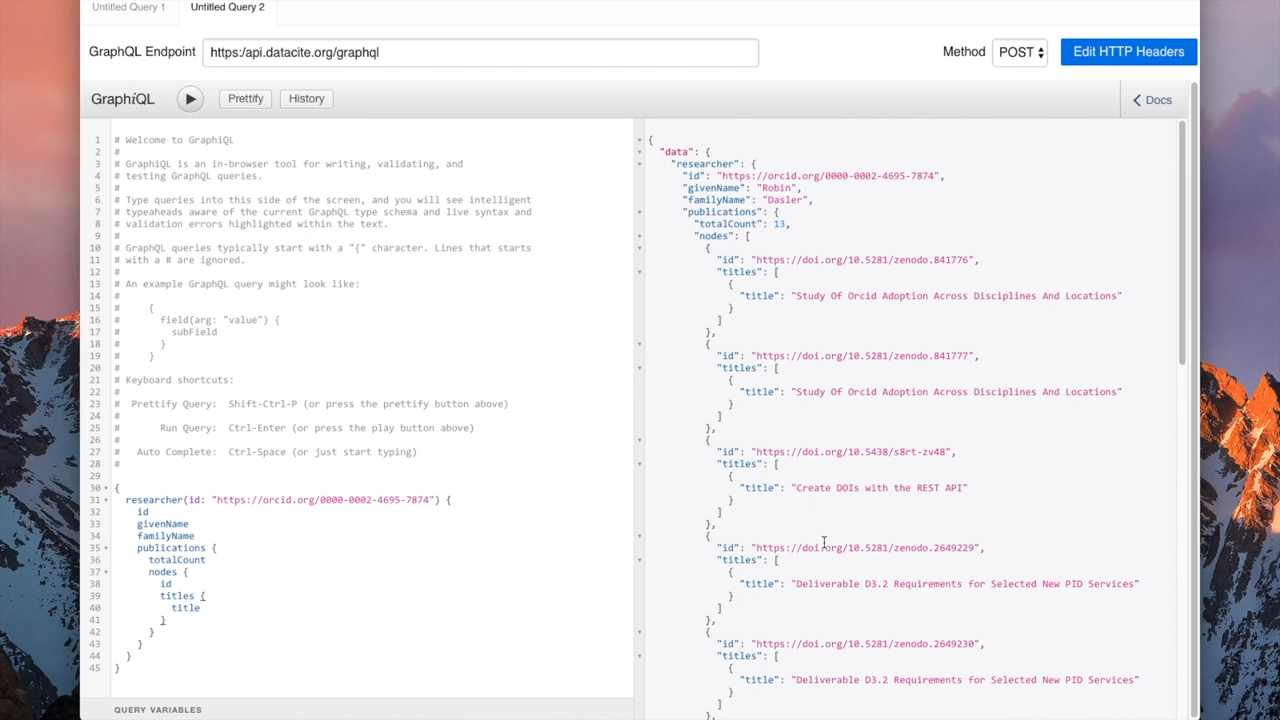 Untitled Query 1 Untitled Query 2
GraphQL Endpoint https:/api.datacite.org/graphql Method POST Edit HTTP Headers
GraphiQL Prettify History Docs
1 # Welcome to GraphiQL
2 #
3 # GraphiQL is an in-browser tool for writing, validating, and
4 # testing GraphQL queries.
5 #
6 # Type queries into this side of the screen, and you will see intelligent
7 # typeaheads aware of the current GraphQL type schema and live syntax and
8 # validation errors highlighted within the text.
9 #
10 # GraphQL queries typically start with a "{" character. Lines that starts
11 # with a # are ignored.
12 #
13 # An example GraphQL query might look like:
14 #
15 # {
16 # field(arg: "value") {
17 # subField
18 # }
19 # }
20 #
21 # Keyboard shortcuts:
22 #
23 # Prettify Query: Shift-Ctrl-P (or press the prettify button above)
24 #
25 # Run Query: Ctrl-Enter (or press the play button above)
26 #
27 # Auto Complete: Ctrl-Space (or just start typing)
28 #
29
30 {
31 researcher(id: "https://orcid.org/0000-0002-4695-7874") {
32 id
33 givenName
34 familyName
35 publications {
36 totalCount
37 nodes {
38 id
39 titles {
40 title
41 }
42 }
43 }
44 }
45 }
QUERY VARIABLES
{
"data": {
"researcher": {
"id": "https://orcid.org/0000-0002-4695-7874",
"givenName": "Robin",
"familyName": "Dasler",
"publications": {
"totalCount": 13,
"nodes": [
{
"id": "https://doi.org/10.5281/zenodo.841776",
"titles": [
{
"title": "Study Of Orcid Adoption Across Disciplines And Locations"
}
]
},
{
"id": "https://doi.org/10.5281/zenodo.841777",
"titles": [
{
"title": "Study Of Orcid Adoption Across Disciplines And Locations"
}
]
},
{
"id": "https://doi.org/10.5438/s8rt-zv48",
"titles": [
{
"title": "Create DOIs with the REST API"
}
]
},
{
"id": "https://doi.org/10.5281/zenodo.2649229",
"titles": [
{
"title": "Deliverable D3.2 Requirements for Selected New PID Services"
}
]
},
{
"id": "https://doi.org/10.5281/zenodo.2649230",
"titles": [
{
"title": "Deliverable D3.2 Requirements for Selected New PID Services"
}
]
},